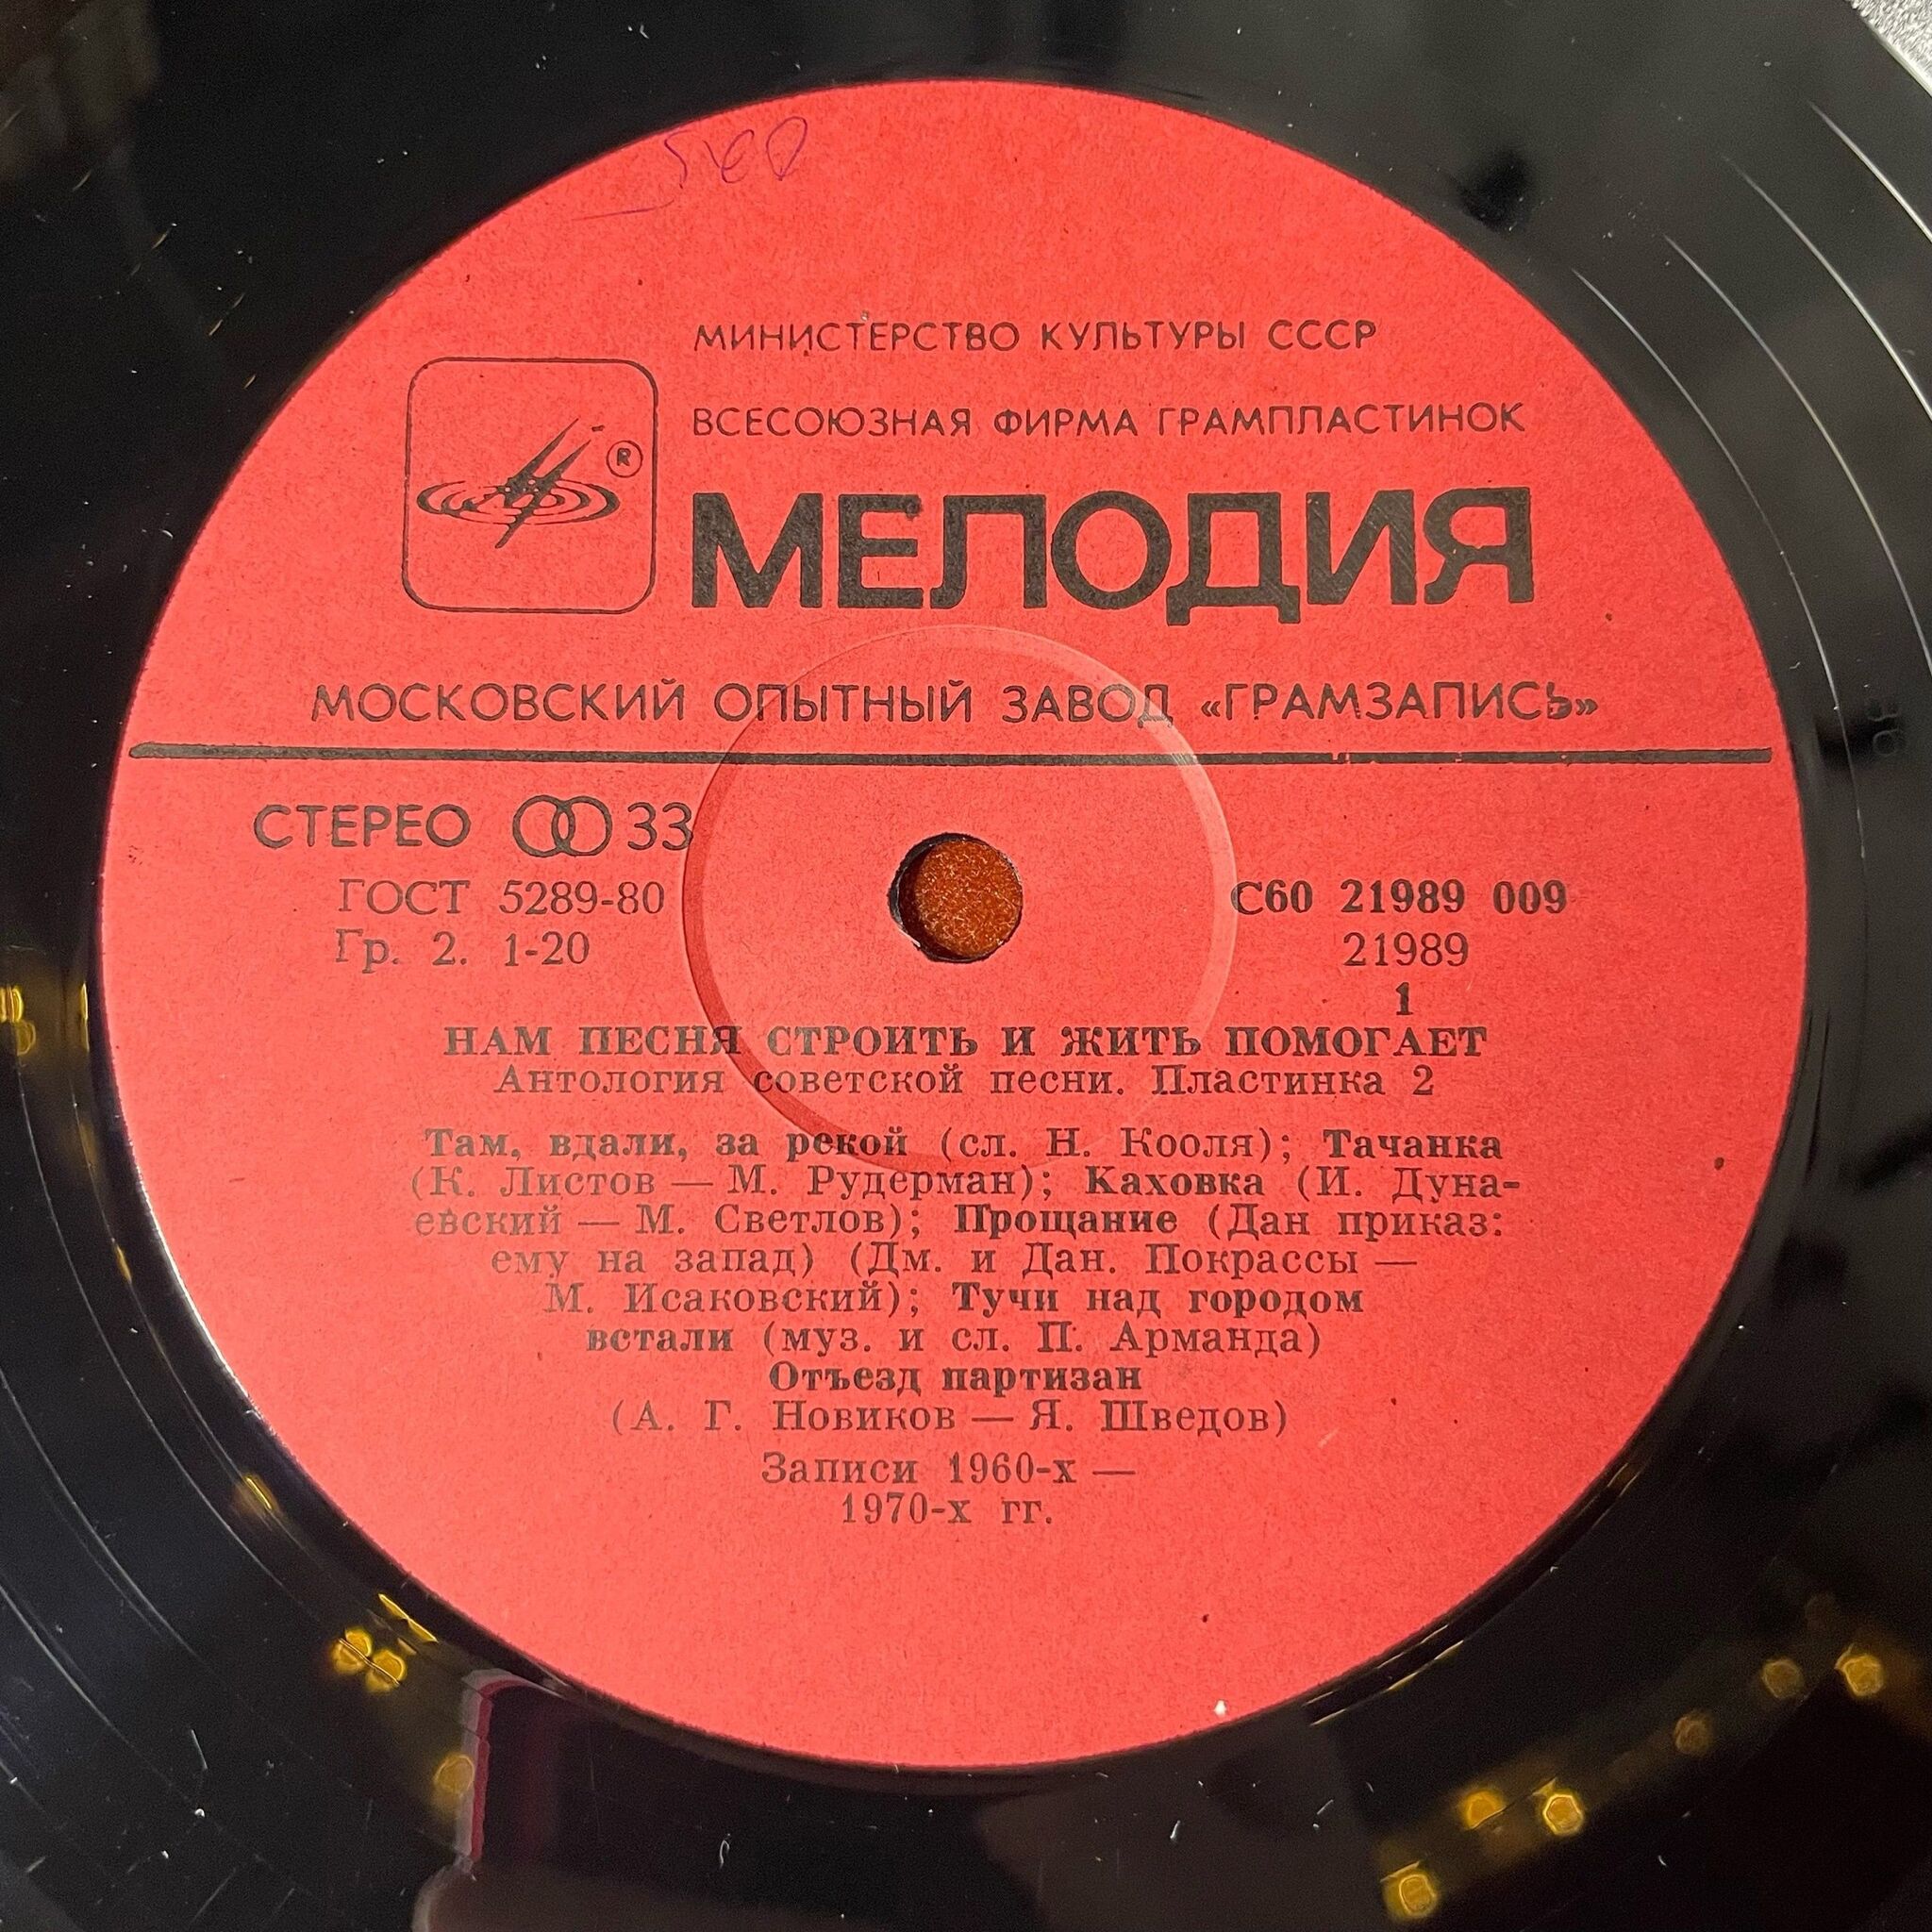 МИНИСТЕРСТВО КУЛЬТУРЫ СССР
ВСЕСОЮЗНАЯ ФИРМА ГРАМПЛАСТИНОК
®
МЕЛОДИЯ
МОСКОВСКИЙ ОПЫТНЫЙ ЗАВОД «ГРАМЗАПИСЬ»
СТЕРЕО 33
ГОСТ 5289-80
Гр. 2. 1-20
С60 21989 009
21989
1
НАМ ПЕСНЯ СТРОИТЬ И ЖИТЬ ПОМОГАЕТ
Антология советской песни. Пластинка 2
Там, вдали, за рекой (сл. Н. Кооля); Тачанка
(К. Листов — М. Рудерман); Каховка (И. Дуна-
евский — М. Светлов); Прощание (Дан приказ:
ему на запад) (Дм. и Дан. Покрассы —
М. Исаковский); Тучи над городом
встали (муз. и сл. П. Арманда)
Отъезд партизан
(А. Г. Новиков — Я. Шведов)
Записи 1960-х —
1970-х гг.